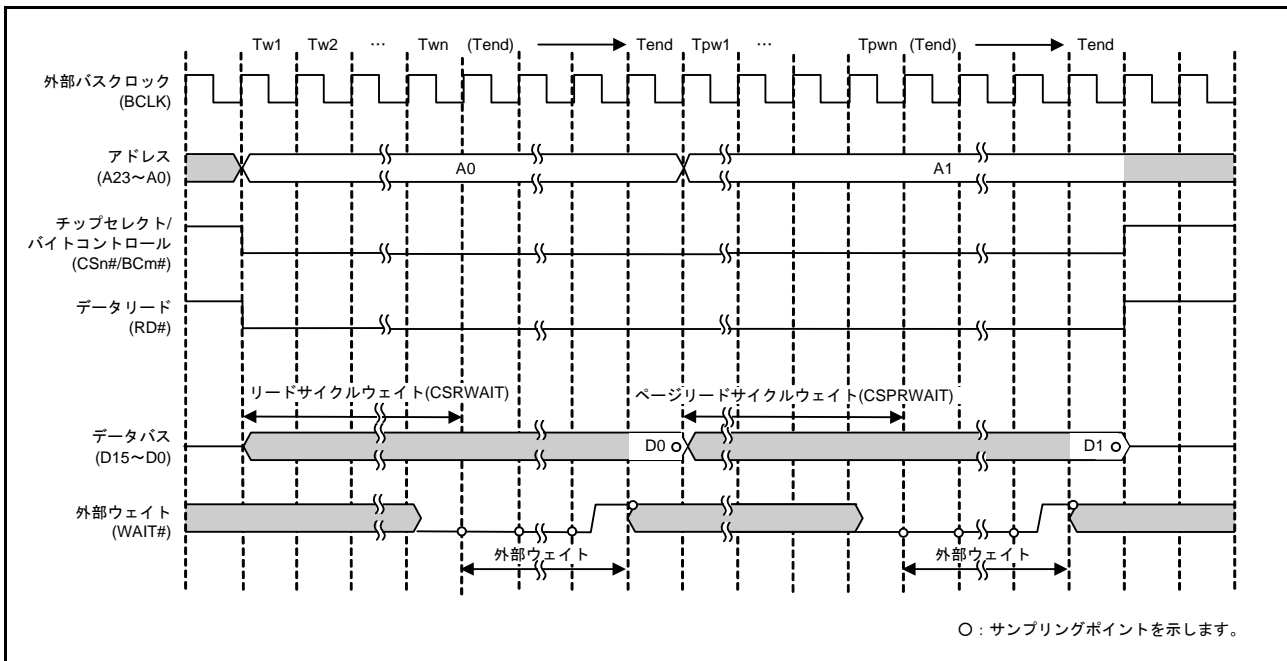 Tw1 Tw2 … Twn (Tend) Tend Tpw1 … Tpwn (Tend) Tend
外部バスクロック
(BCLK)
アドレス
(A23～A0)
A0 A1
チップセレクト/
バイトコントロール
(CSn#/BCm#)
データリード
(RD#)
リードサイクルウェイト(CSRWAIT) ページリードサイクルウェイト(CSPRWAIT)
データバス
(D15～D0)
D0 D1
外部ウェイト
(WAIT#)
外部ウェイト 外部ウェイト
○：サンプリングポイントを示します。